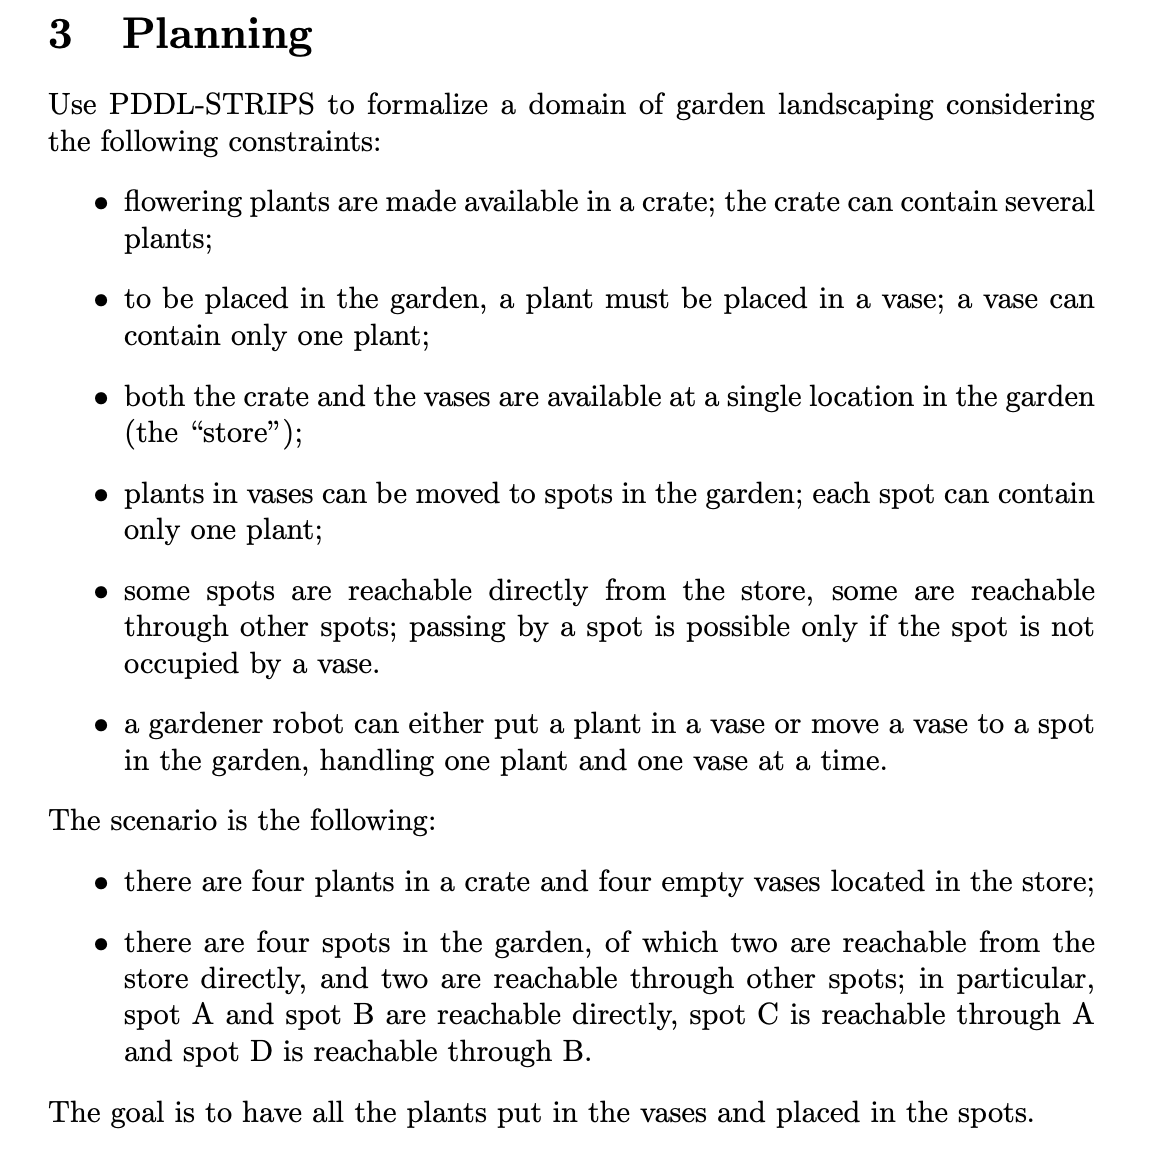 3 Planning
Use PDDL-STRIPS to formalize a domain of garden landscaping considering
the following constraints:
• flowering plants are made available in a crate; the crate can contain several
plants;
• to be placed in the garden, a plant must be placed in a vase; a vase can
contain only one plant;
• both the crate and the vases are available at a single location in the garden
(the “store”);
• plants in vases can be moved to spots in the garden; each spot can contain
only one plant;
• some spots are reachable directly from the store, some are reachable
through other spots; passing by a spot is possible only if the spot is not
occupied by a vase.
• a gardener robot can either put a plant in a vase or move a vase to a spot
in the garden, handling one plant and one vase at a time.
The scenario is the following:
• there are four plants in a crate and four empty vases located in the store;
• there are four spots in the garden, of which two are reachable from the
store directly, and two are reachable through other spots; in particular,
spot A and spot B are reachable directly, spot C is reachable through A
and spot D is reachable through B.
The goal is to have all the plants put in the vases and placed in the spots.